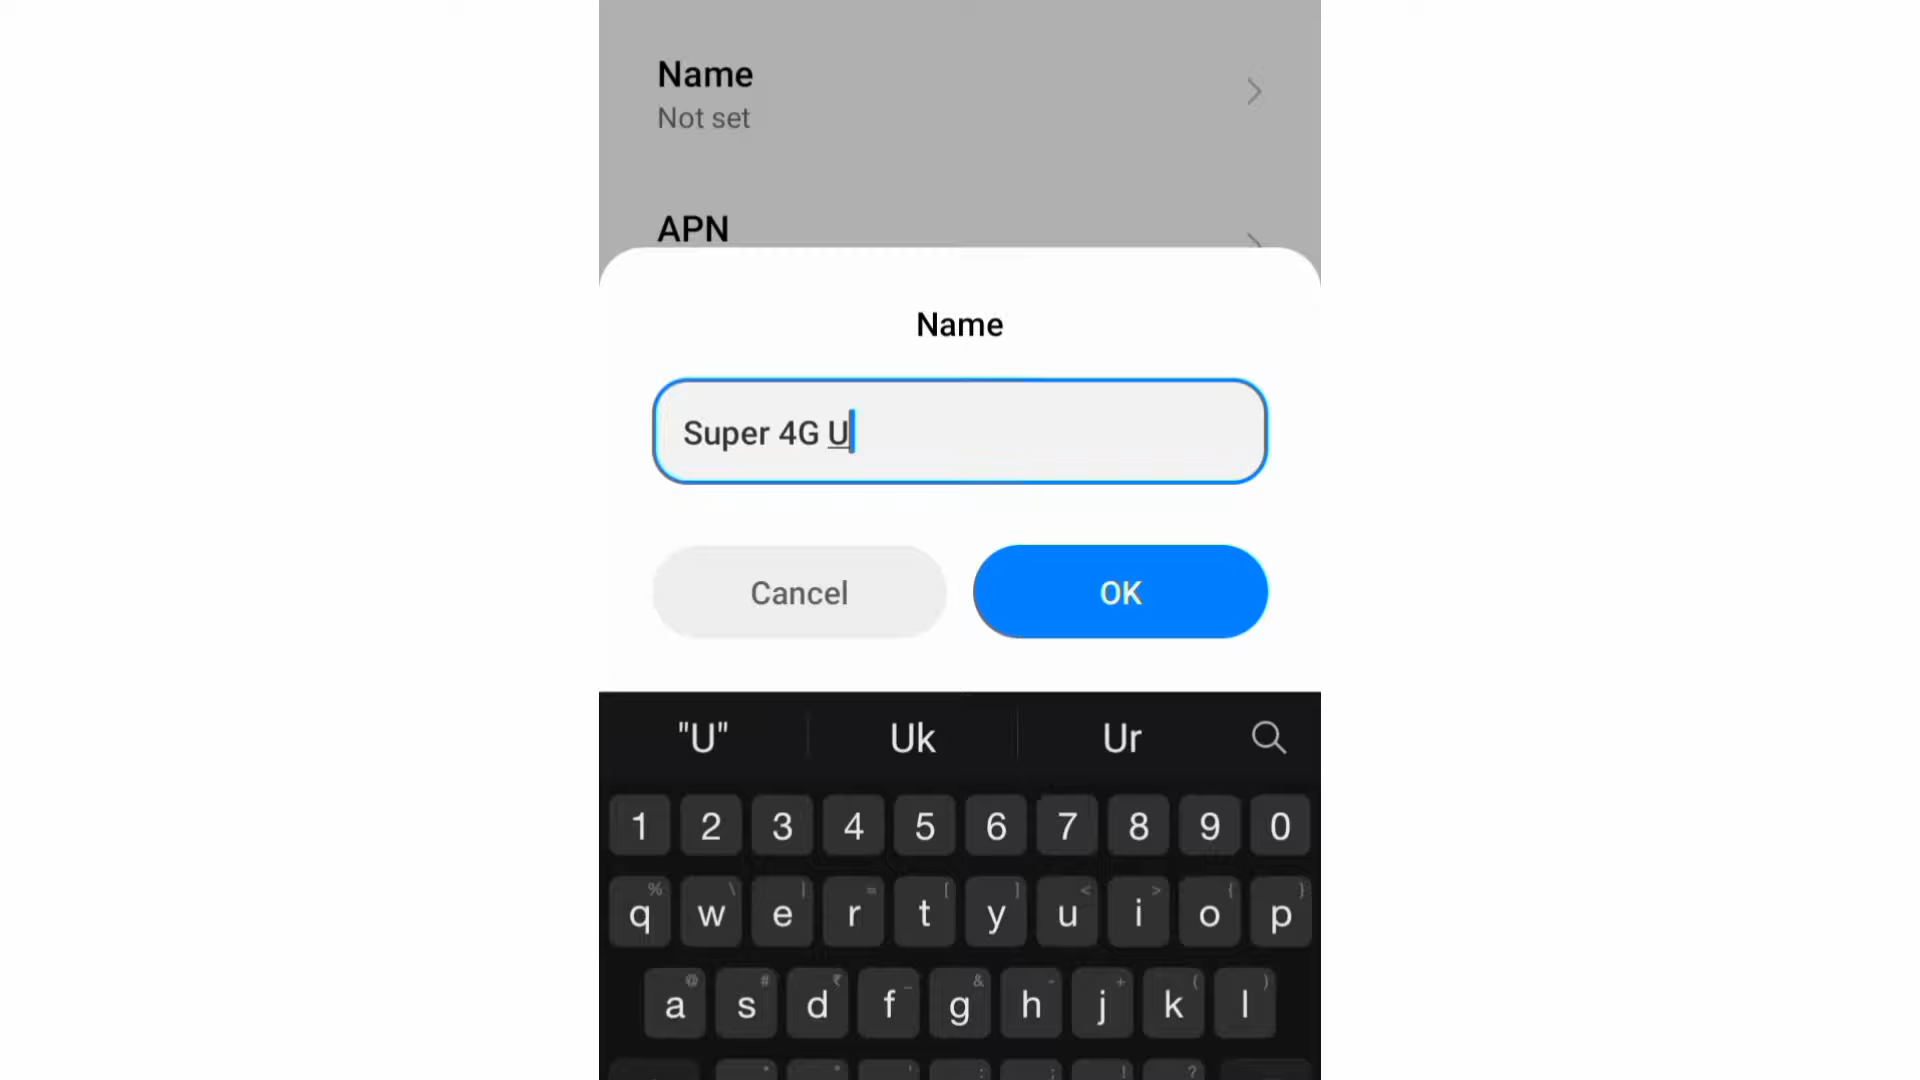 Name
Not set
APN
Name
Super 4G U
Cancel OK
"U" Uk Ur
1 2 3 4 5 6 7 8 9 0
% \ | = [ ] < > { }
q w e r t y u i o p
@ # ₹ _ & - + ( )
a s d f g h j k l